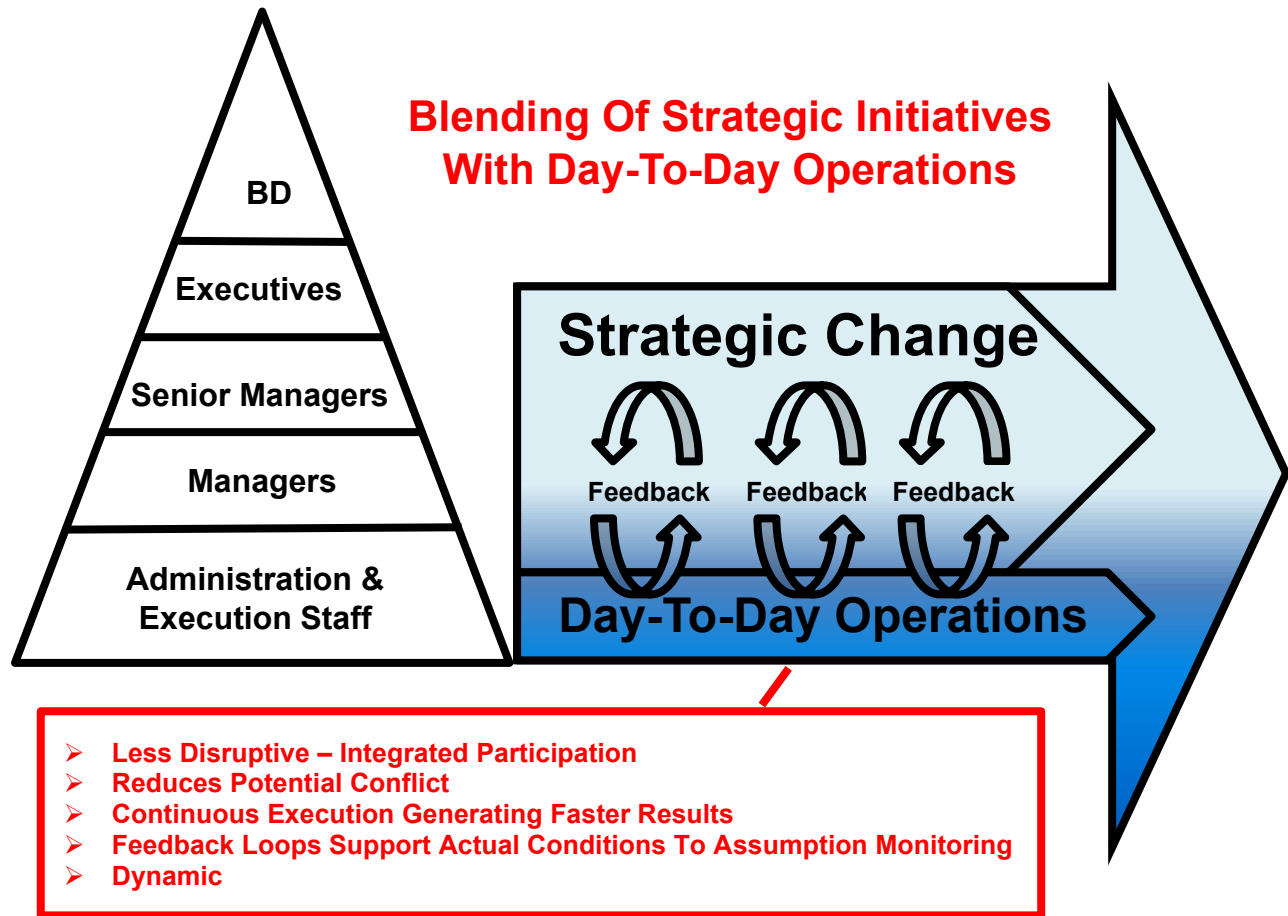 Blending Of Strategic Initiatives
With Day-To-Day Operations
BD
Executives
Senior Managers
Managers
Administration &
Execution Staff
Strategic Change
Feedback Feedback Feedback
Day-To-Day Operations
➢ Less Disruptive – Integrated Participation
➢ Reduces Potential Conflict
➢ Continuous Execution Generating Faster Results
➢ Feedback Loops Support Actual Conditions To Assumption Monitoring
➢ Dynamic